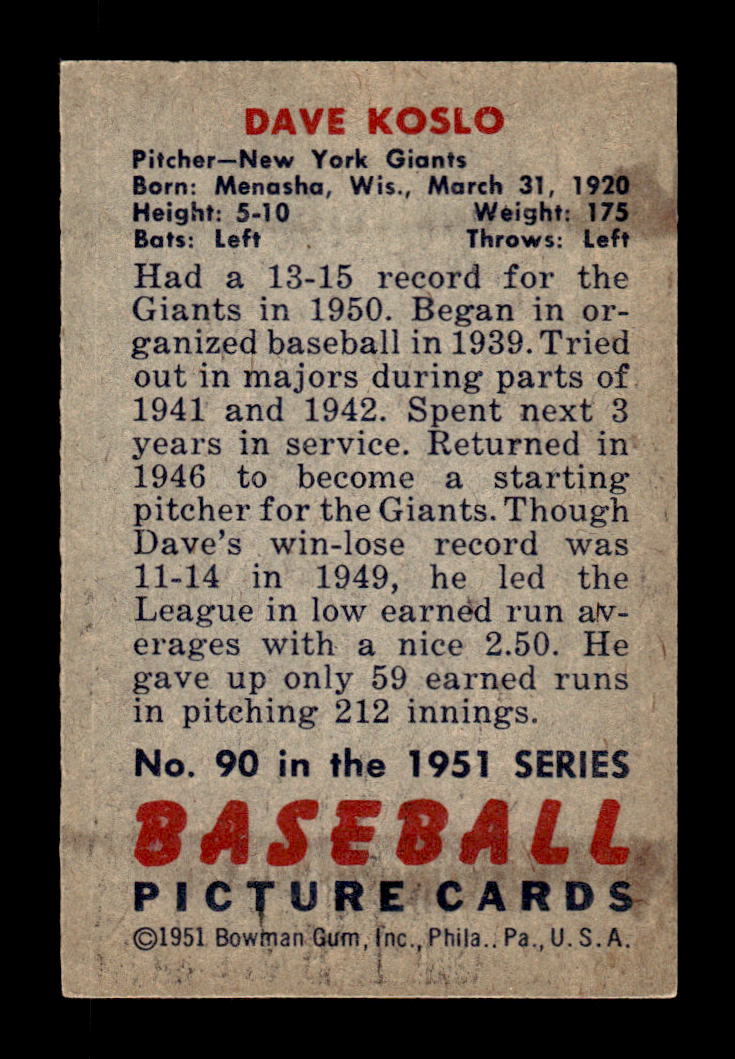 DAVE KOSLO
Pitcher—New York Giants
Born: Menasha, Wis., March 31, 1920
Height: 5-10 Weight: 175
Bats: Left Throws: Left
Had a 13-15 record for the
Giants in 1950. Began in or-
ganized baseball in 1939. Tried
out in majors during parts of
1941 and 1942. Spent next 3
years in service. Returned in
1946 to become a starting
pitcher for the Giants. Though
Dave's win-lose record was
11-14 in 1949, he led the
League in low earned run av-
erages with a nice 2.50. He
gave up only 59 earned runs
in pitching 212 innings.
No. 90 in the 1951 SERIES
BASEBALL
PICTURE CARDS
©1951 Bowman Gum, Inc., Phila.. Pa., U. S. A.